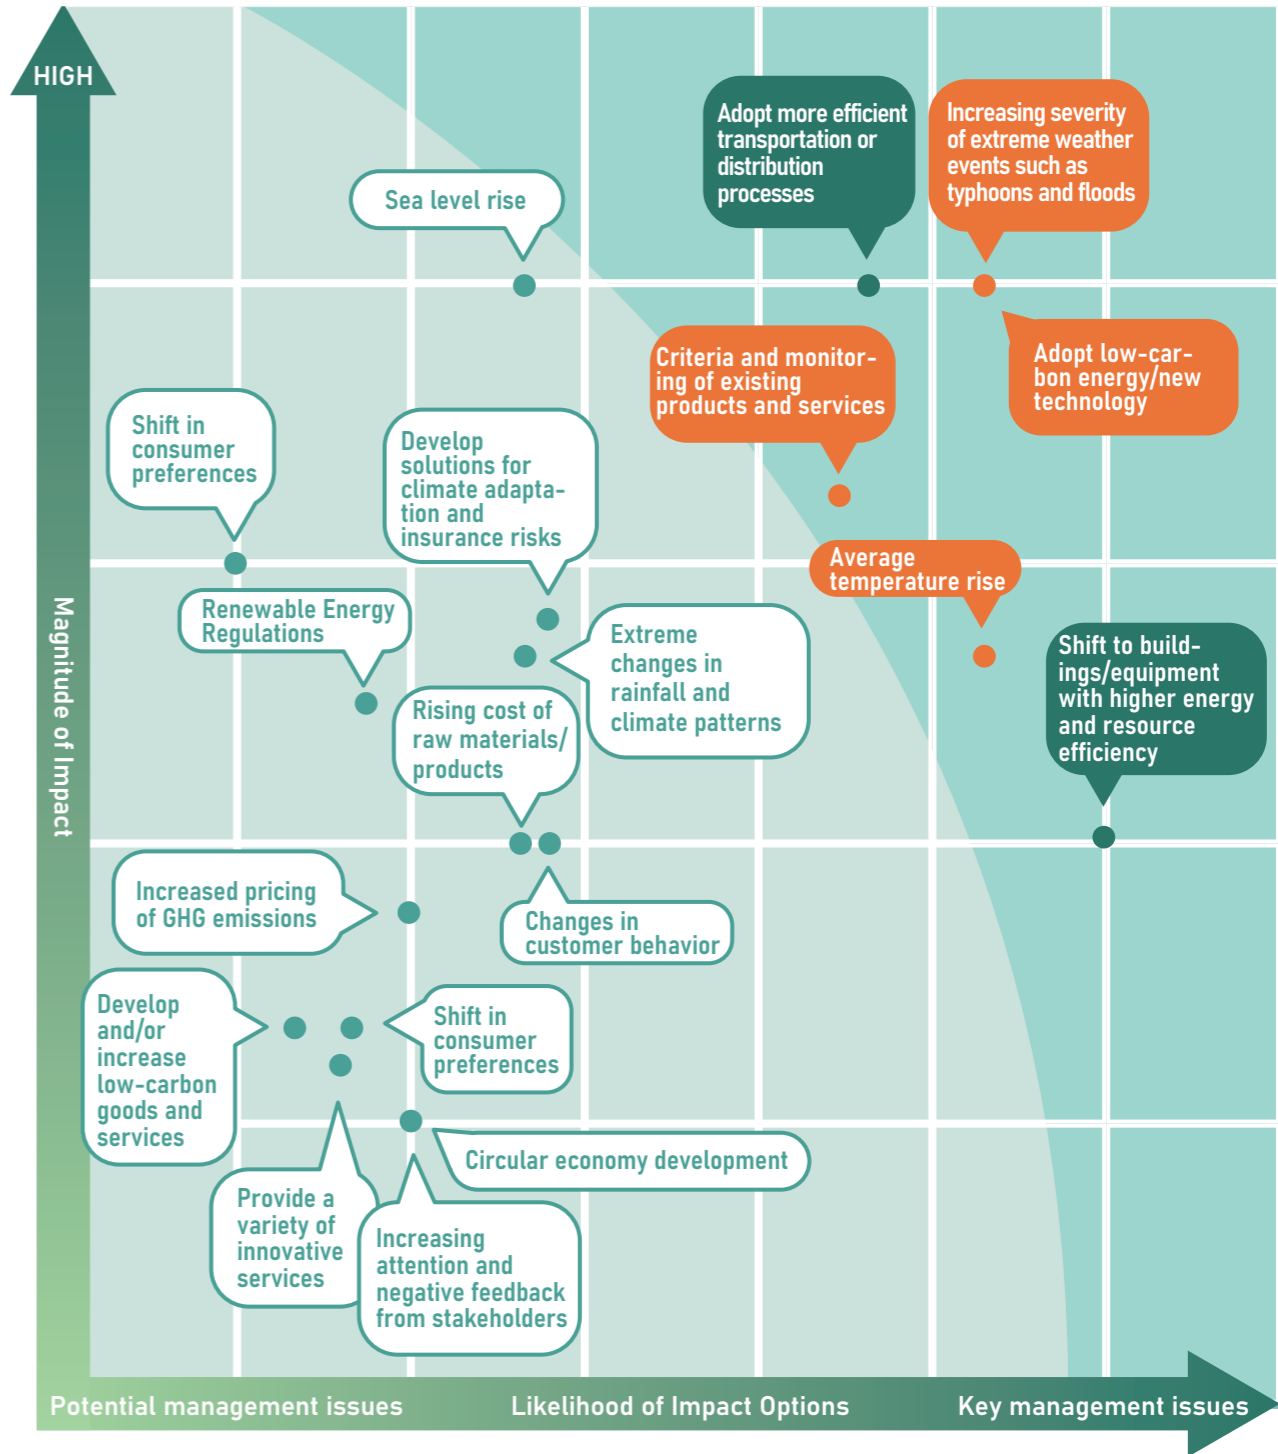 HIGH
Adopt more efficient
transportation or
distribution
processes
Increasing severity
of extreme weather
events such as
typhoons and floods
Sea level rise
Criteria and monitor-
ing of existing
products and services
Adopt low-car-
bon energy/new
technology
Shift in
consumer
preferences
Develop
solutions for
climate adapta-
tion and
insurance risks
Average
temperature rise
Renewable Energy
Regulations
Extreme
changes in
rainfall and
climate patterns
Shift to build-
ings/equipment
with higher energy
and resource
efficiency
Rising cost of
raw materials/
products
Magnitude of Impact
Increased pricing
of GHG emissions
Changes in
customer behavior
Develop
and/or
increase
low-carbon
goods and
services
Shift in
consumer
preferences
Circular economy development
Provide a
variety of
innovative
services
Increasing
attention and
negative feedback
from stakeholders
Potential management issues
Likelihood of Impact Options
Key management issues